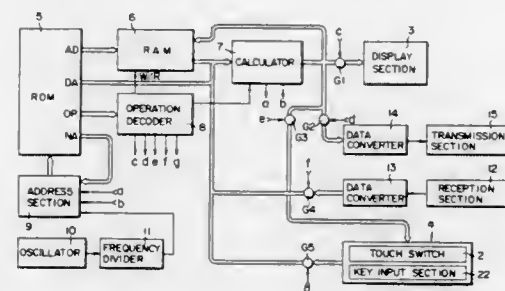 5
6
7
c
3
ROM
AD
R.A.M
CALCULATOR
DISPLAY
SECTION
G1
DA
W/R
a
b
OP
OPERATION
DECODER
8
e
G3
G2
d
14
15
NA
c
d
e
f
g
DATA
CONVERTER
TRANSMISSION
SECTION
f
13
12
ADDRESS
SECTION
a
b
G4
DATA
CONVERTER
RECEPTION
SECTION
9
10
11
4
OSCILLATOR
FREQUENCY
DIVIDER
G5
TOUCH SWITCH
2
KEY INPUT SECTION
22